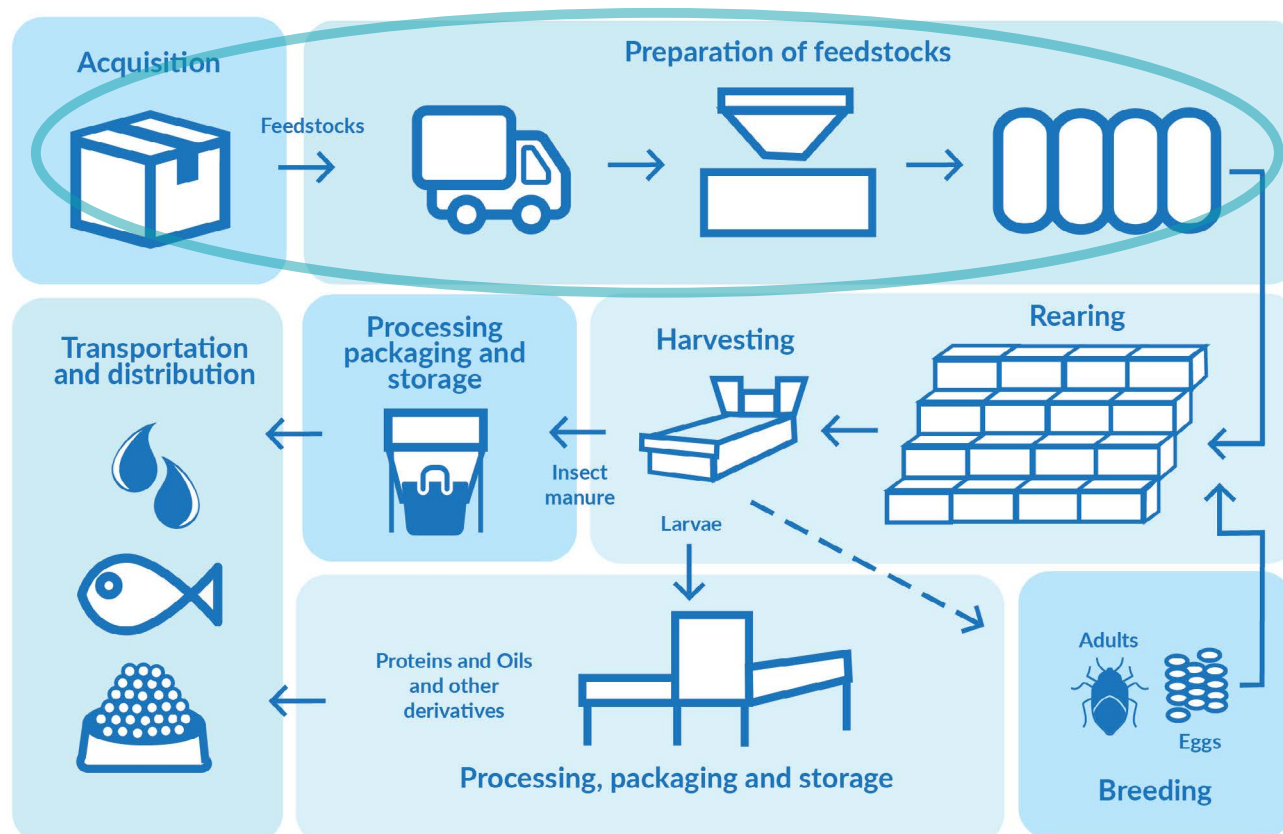 Acquisition
Preparation of feedstocks
Feedstocks
Rearing
Harvesting
Processing
packaging and
storage
Transportation
and distribution
Insect
manure
Larvae
Adults
Eggs
Breeding
Proteins and Oils
and other
derivatives
Processing, packaging and storage